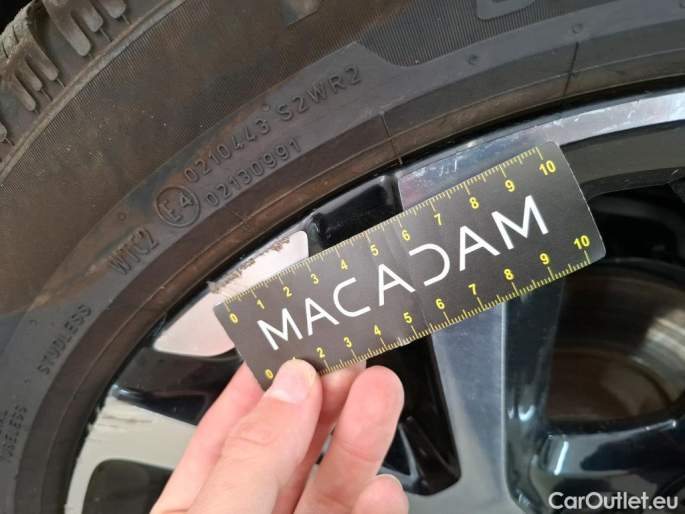 0210443 S2WR2
02130991
E4
WTC2
STUDLESS
TUBELESS
0 1 2 3 4 5 6 7 8 9 10
MACADAM
0 2 3 4 5 6 7 8 9 10
CarOutlet.eu